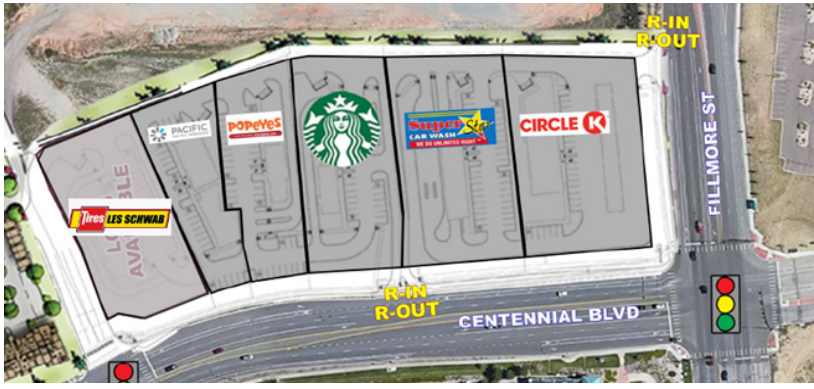 R-IN
R-OUT
PACIFIC
POPEYES
Super Star
CAR WASH
WE DO UNLIMITED RIGHT
CIRCLE K
FILLMORE ST
Tires LES SCHWAB
AVAILABLE
R-IN
R-OUT
CENTENNIAL BLVD